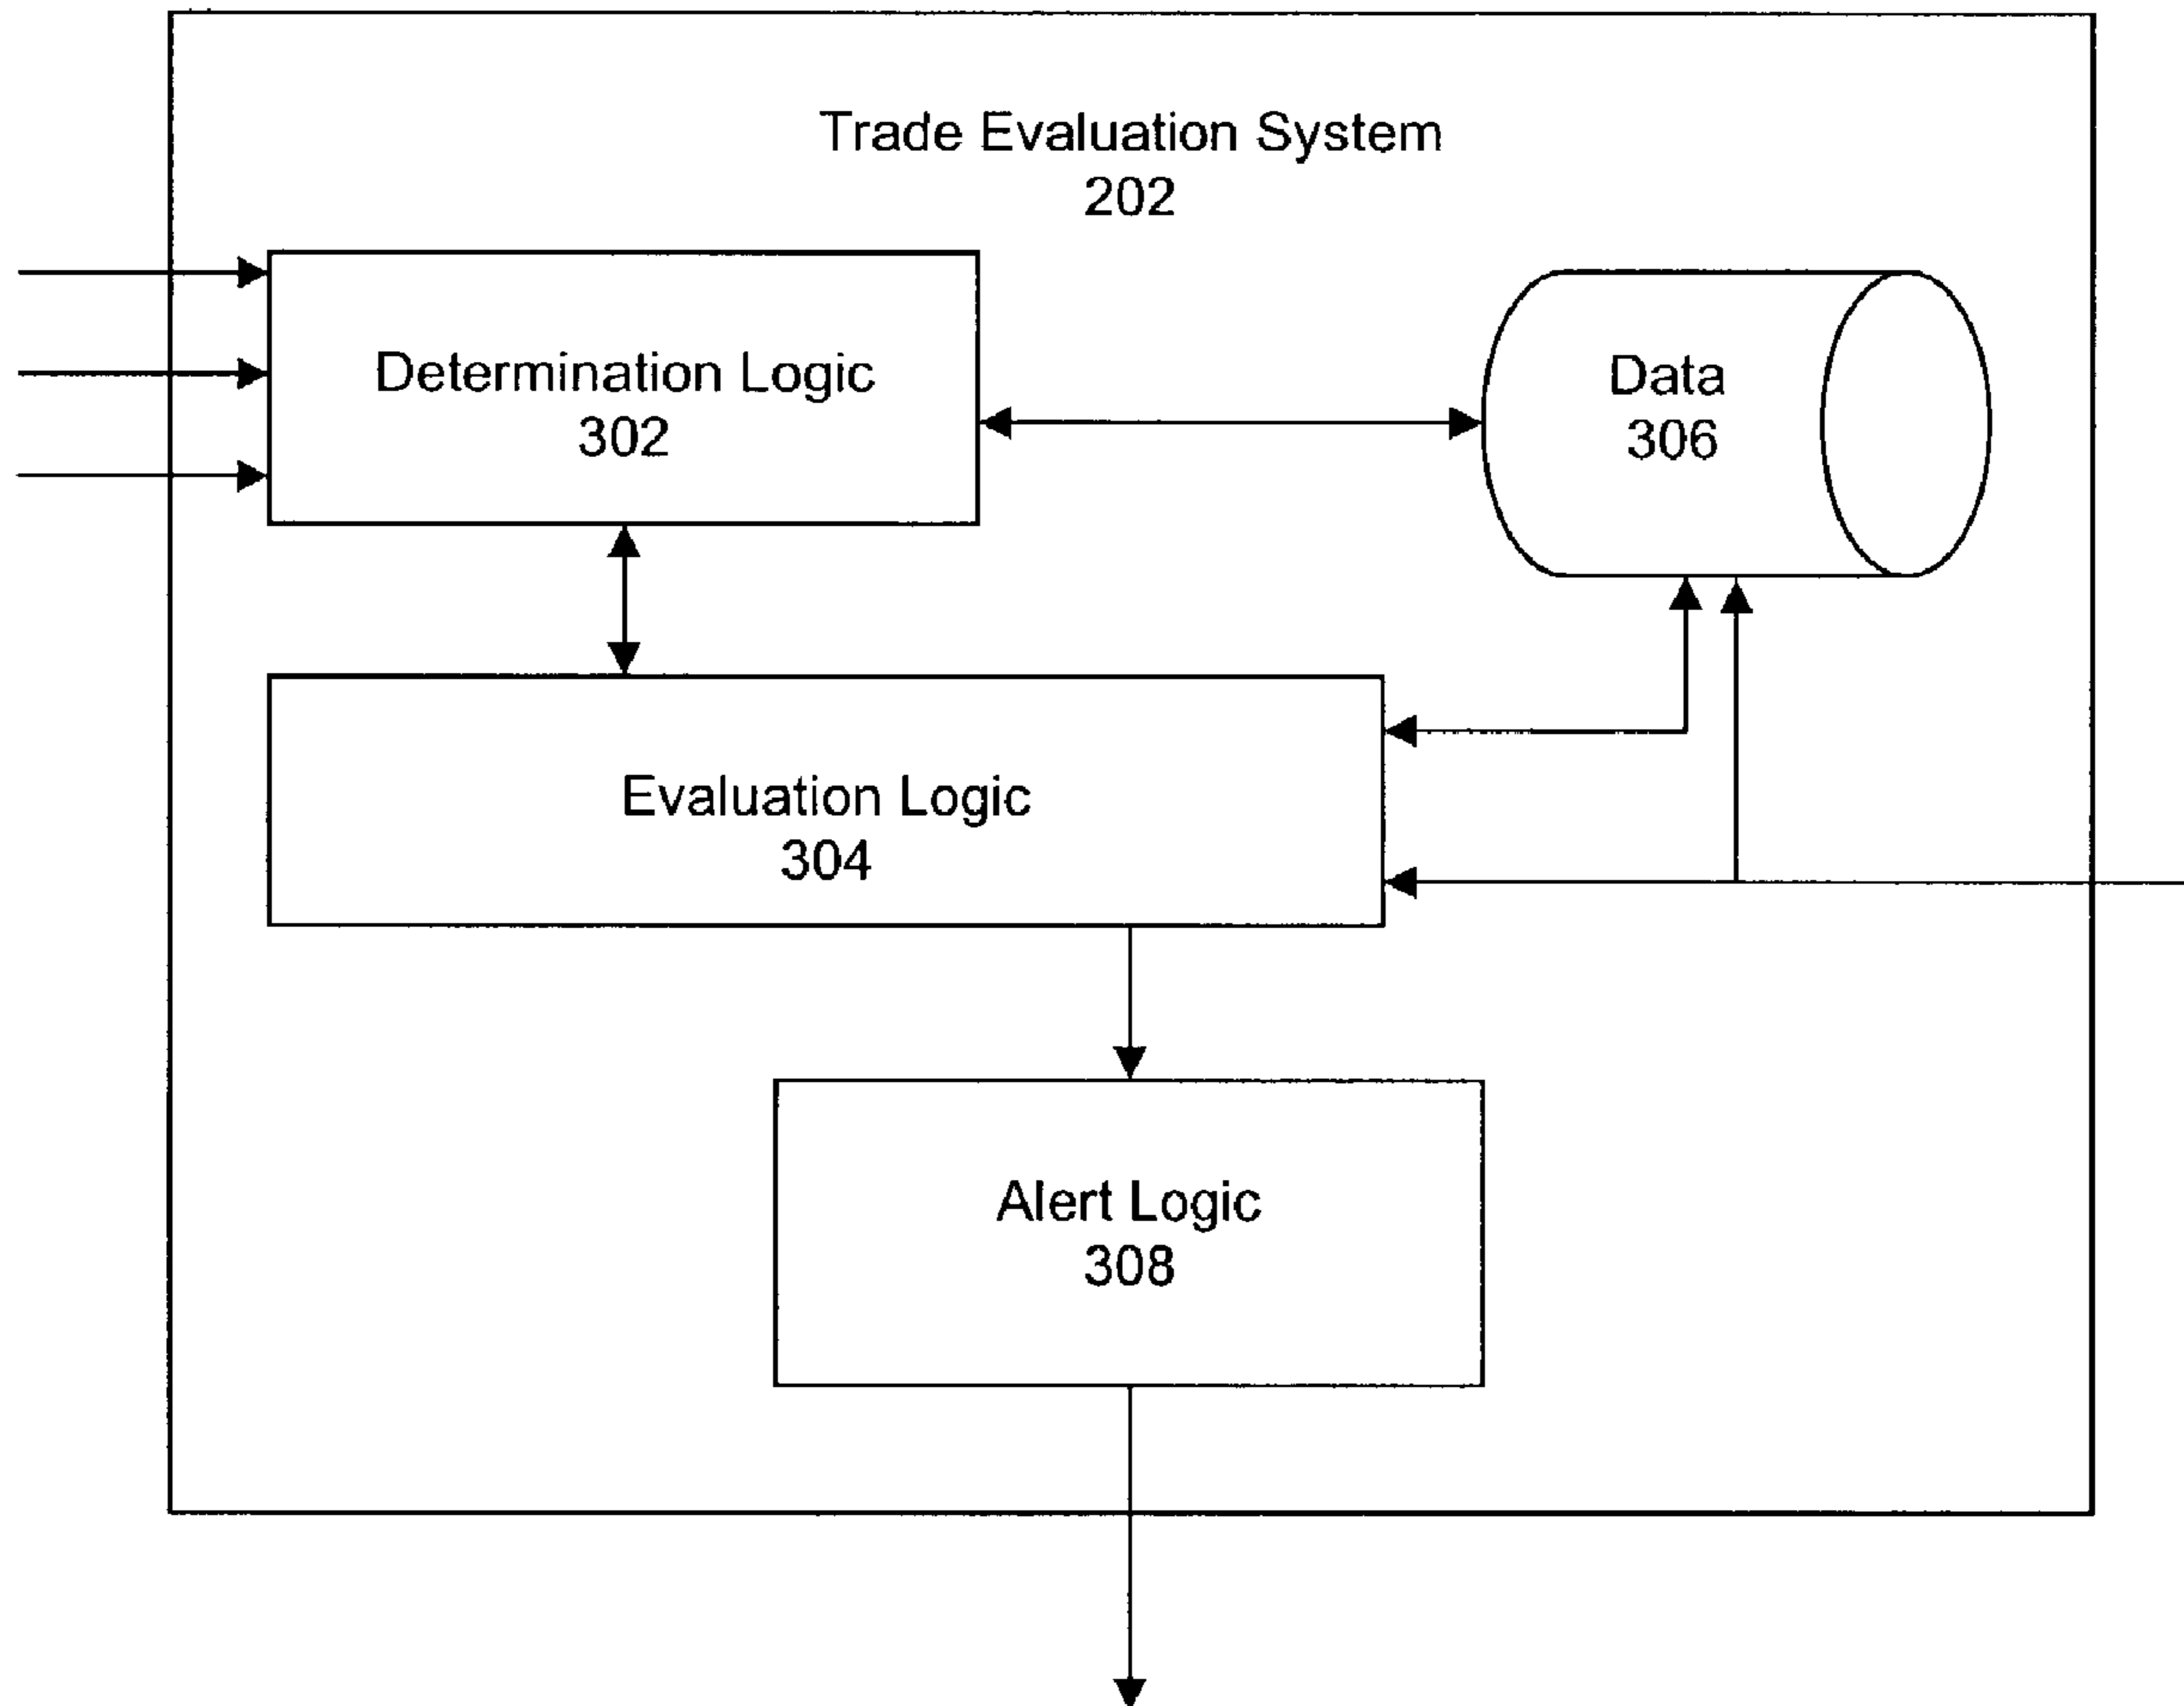 Trade Evaluation System
202
Determination Logic
302
Data
306
Evaluation Logic
304
Alert Logic
308